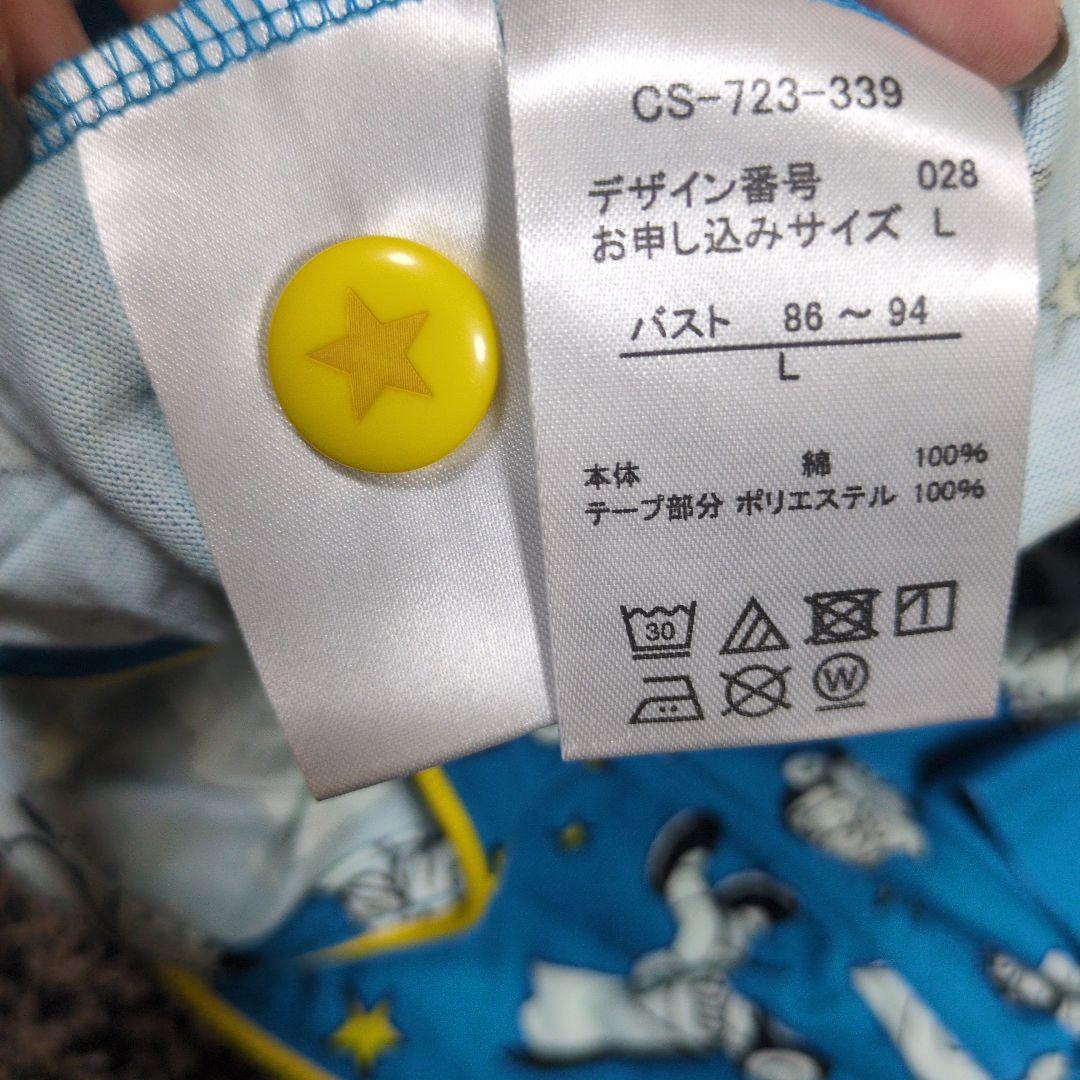 CS-723-339
デザイン番号 028
お申し込みサイズ L
バスト 86～94
L
本体 綿 100%
テープ部分 ポリエステル 100%
30
W